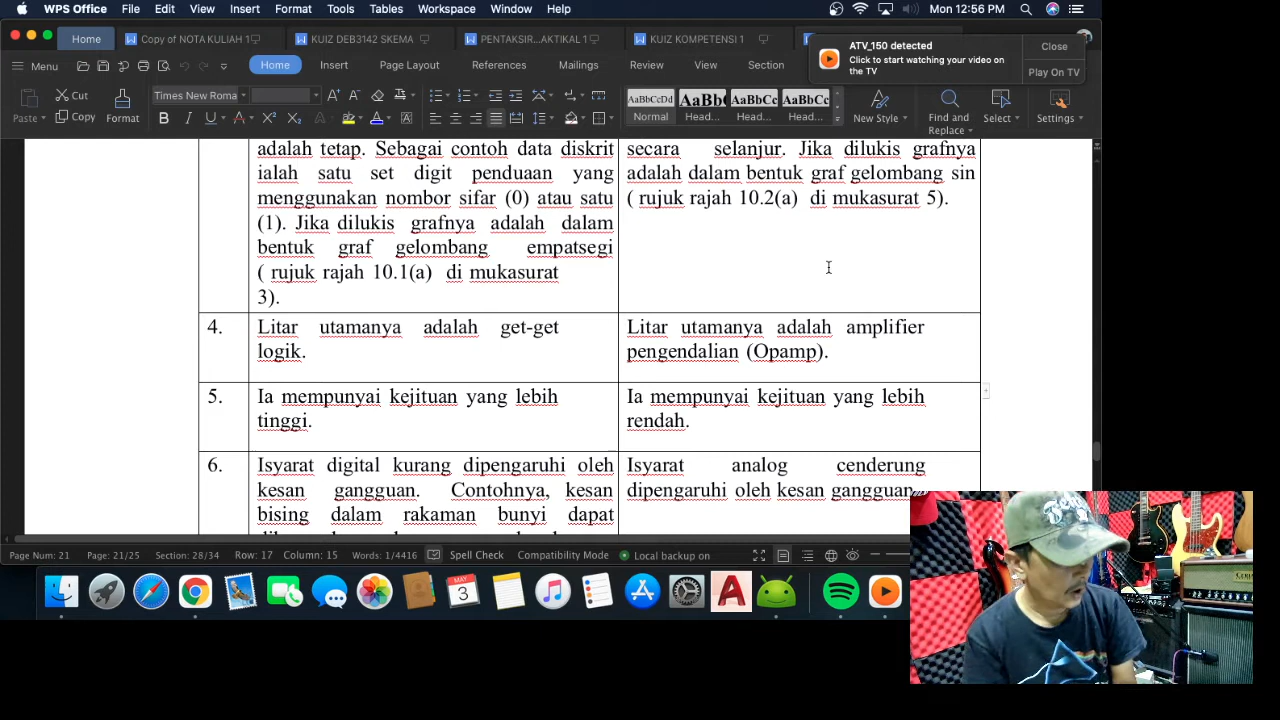 WPS Office File Edit View Insert Format Tools Tables Workspace Window Help Mon 12:56 PM
Home Copy of NOTA KULIAH 1 KUIZ DEB3142 SKEMA PENTAKSIR...AKTIKAL 1 KUIZ KOMPETENSI 1
ATV_150 detected
Click to start watching your video on
the TV
Close
Play On TV
Menu Home Insert Page Layout References Mailings Review View Section
Paste Cut Copy Format Times New Roma
AaBbCcDd AaBb AaBbCc AaBbCc
Normal Head... Head... Head... New Style Find and Replace Select Settings
adalah tetap. Sebagai contoh data diskrit
ialah satu set digit penduaan yang
menggunakan nombor sifar (0) atau satu
(1). Jika dilukis grafnya adalah dalam
bentuk graf gelombang empatsegi
( rujuk rajah 10.1(a) di mukasurat
3).
secara selanjur. Jika dilukis grafnya
adalah dalam bentuk graf gelombang sin
( rujuk rajah 10.2(a) di mukasurat 5).
4.
Litar utamanya adalah get-get
logik.
Litar utamanya adalah amplifier
pengendalian (Opamp).
5.
Ia mempunyai kejituan yang lebih
tinggi.
Ia mempunyai kejituan yang lebih
rendah.
6.
Isyarat digital kurang dipengaruhi oleh
kesan gangguan. Contohnya, kesan
bising dalam rakaman bunyi dapat
Isyarat analog cenderung
dipengaruhi oleh kesan gangguan.
Page Num: 21 Page: 21/25 Section: 28/34 Row: 17 Column: 15 Words: 1/4416 Spell Check Compatibility Mode Local backup on
MAY
3